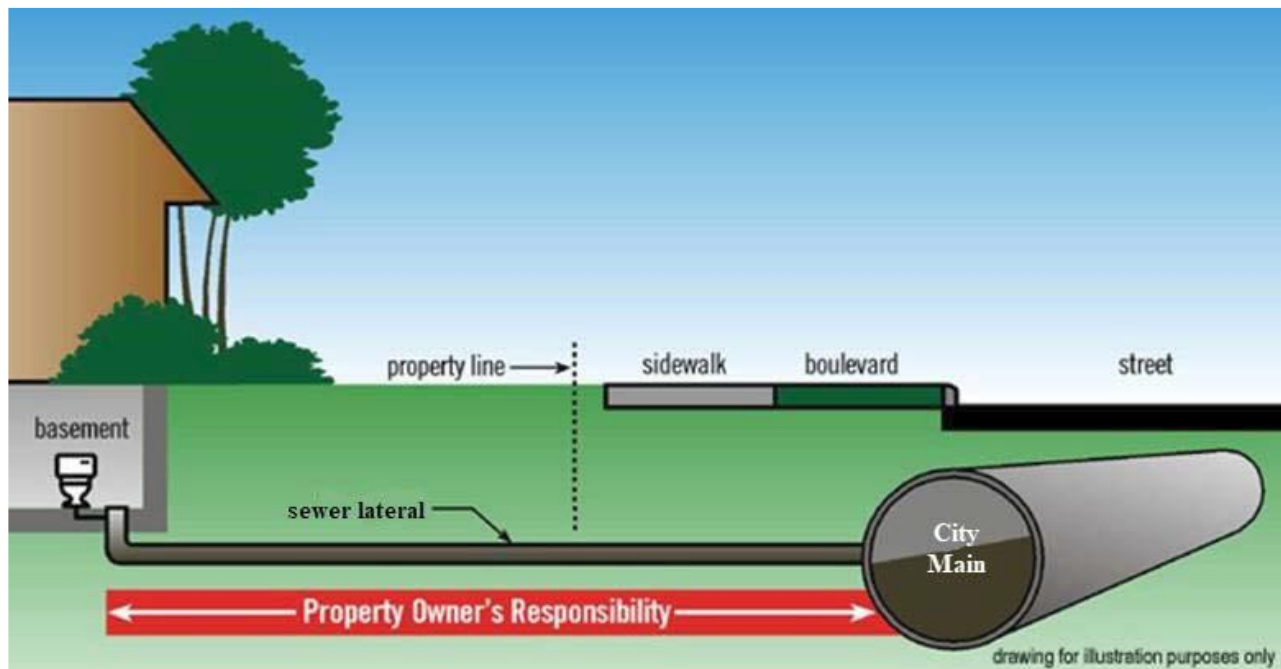 property line
sidewalk
boulevard
street
basement
sewer lateral
City
Main
Property Owner's Responsibility
drawing for illustration purposes only